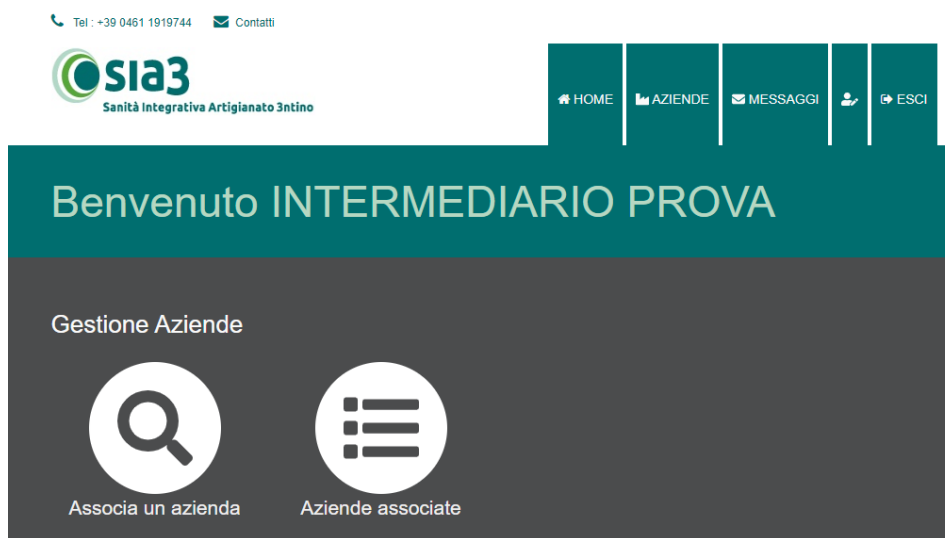 Tel : +39 0461 1919744 Contatti
sia3
Sanità Integrativa Artigianato 3ntino
HOME AZIENDE MESSAGGI ESCI
Benvenuto INTERMEDIARIO PROVA
Gestione Aziende
Associa un azienda Aziende associate